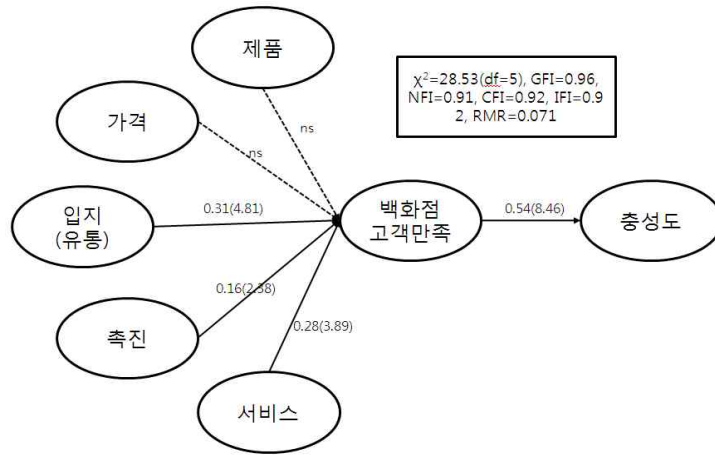 제품
χ²=28.53(df=5), GFI=0.96,
NFI=0.91, CFI=0.92, IFI=0.9
2, RMR=0.071
가격
ns
ns
입지
(유통)
0.31(4.81)
백화점
고객만족
0.54(8.46)
충성도
0.16(2.38)
촉진
0.28(3.89)
서비스